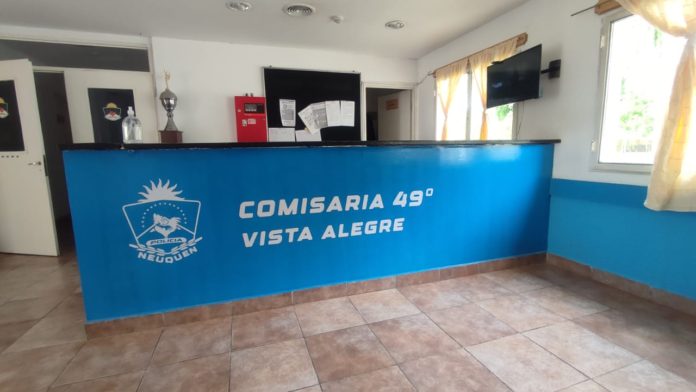 COMISARIA 49°
VISTA ALEGRE
POLICIA
NEUQUEN